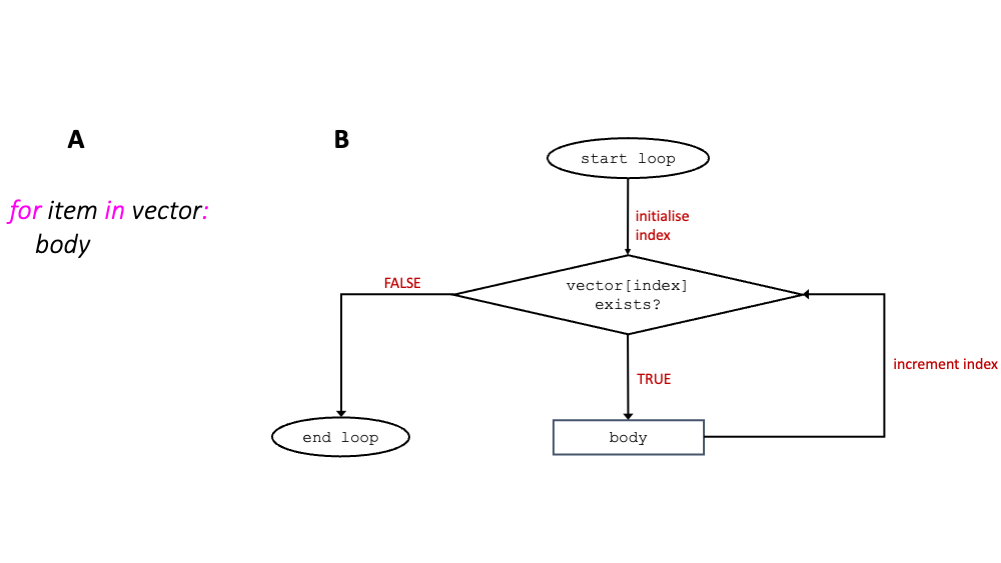 A
for item in vector:
body
B
start loop
initialise
index
vector[index]
exists?
FALSE
TRUE
increment index
end loop
body